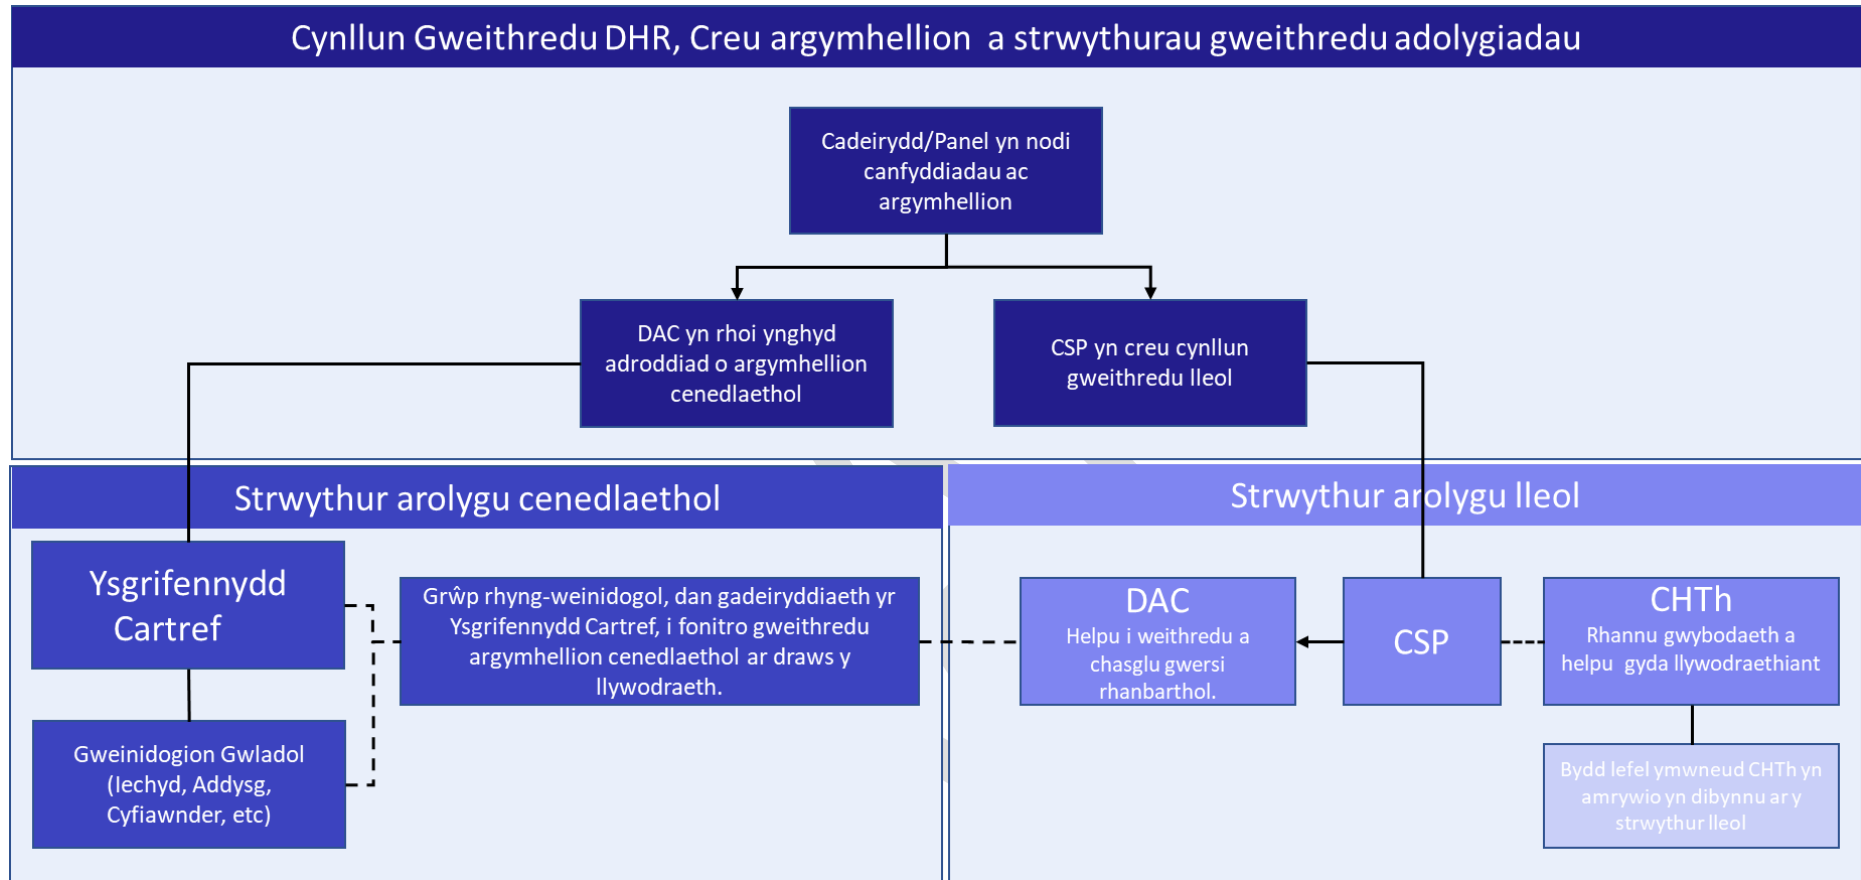 Cynllun Gweithredu DHR, Creu argymhellion a strwythurau gweithredu adolygiadau
Cadeirydd/Panel yn nodi
canfyddiadau ac
argymhellion
DAC yn rhoi ynghyd
adroddiad o argymhellion
cenedlaethol
CSP yn creu cynllun
gweithredu lleol
Strwythur arolygu cenedlaethol
Ysgrifennydd
Cartref
Grŵp rhyng-weinidogol, dan gadeiryddiaeth yr
Ysgrifennydd Cartref, i fonitro gweithredu
argymhellion cenedlaethol ar draws y
llywodraeth.
Gweinidogion Gwladol
(Iechyd, Addysg,
Cyfiawnder, etc)
Strwythur arolygu lleol
DAC
Helpu i weithredu a
chasglu gwersi
rhanbarthol.
CSP
CHTh
Rhannu gwybodaeth a
helpu gyda llywodraethiant
Bydd lefel ymwneud CHTh yn
amrywio yn dibynnu ar y
strwythur lleol